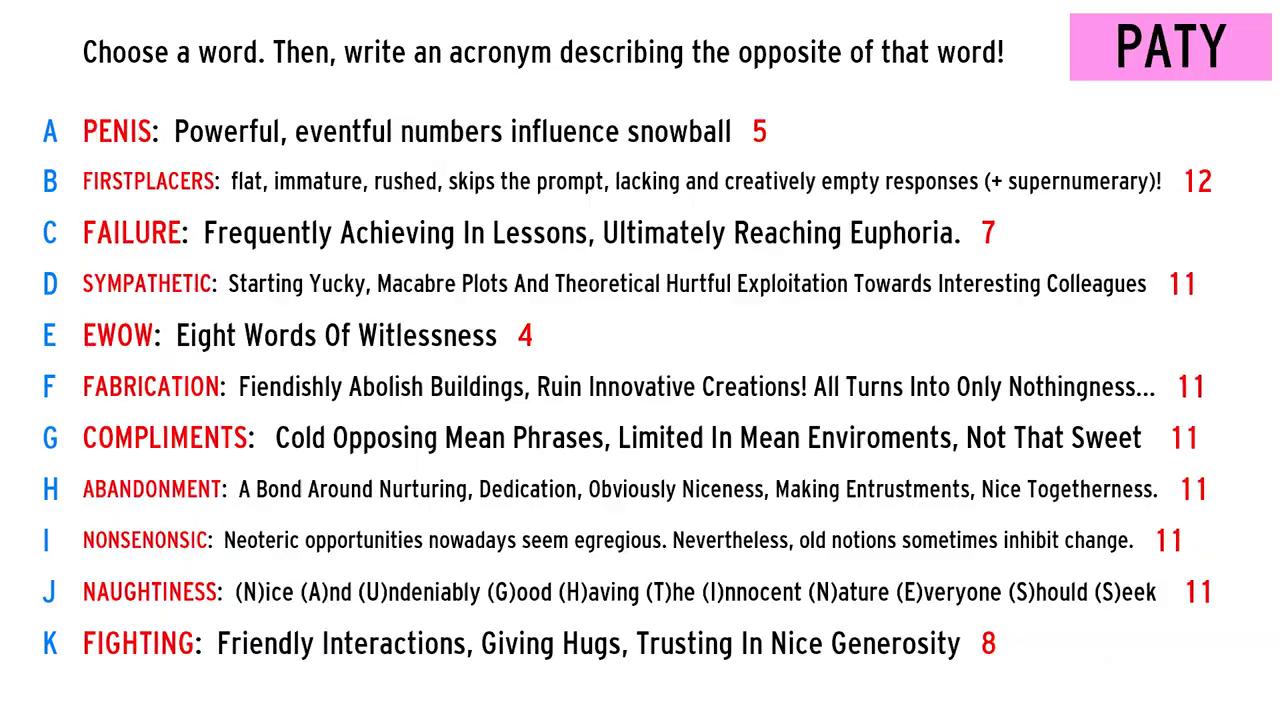 Choose a word. Then, write an acronym describing the opposite of that word!
PATY
A PENIS: Powerful, eventful numbers influence snowball 5
B FIRSTPLACERS: flat, immature, rushed, skips the prompt, lacking and creatively empty responses (+ supernumerary)! 12
C FAILURE: Frequently Achieving In Lessons, Ultimately Reaching Euphoria. 7
D SYMPATHETIC: Starting Yucky, Macabre Plots And Theoretical Hurtful Exploitation Towards Interesting Colleagues 11
E EWOW: Eight Words Of Witlessness 4
F FABRICATION: Fiendishly Abolish Buildings, Ruin Innovative Creations! All Turns Into Only Nothingness... 11
G COMPLIMENTS: Cold Opposing Mean Phrases, Limited In Mean Enviroments, Not That Sweet 11
H ABANDONMENT: A Bond Around Nurturing, Dedication, Obviously Niceness, Making Entrustments, Nice Togetherness. 11
I NONSENONSIC: Neoteric opportunities nowadays seem egregious. Nevertheless, old notions sometimes inhibit change. 11
J NAUGHTINESS: (N)ice (A)nd (U)ndeniably (G)ood (H)aving (T)he (I)nnocent (N)ature (E)veryone (S)hould (S)eek 11
K FIGHTING: Friendly Interactions, Giving Hugs, Trusting In Nice Generosity 8